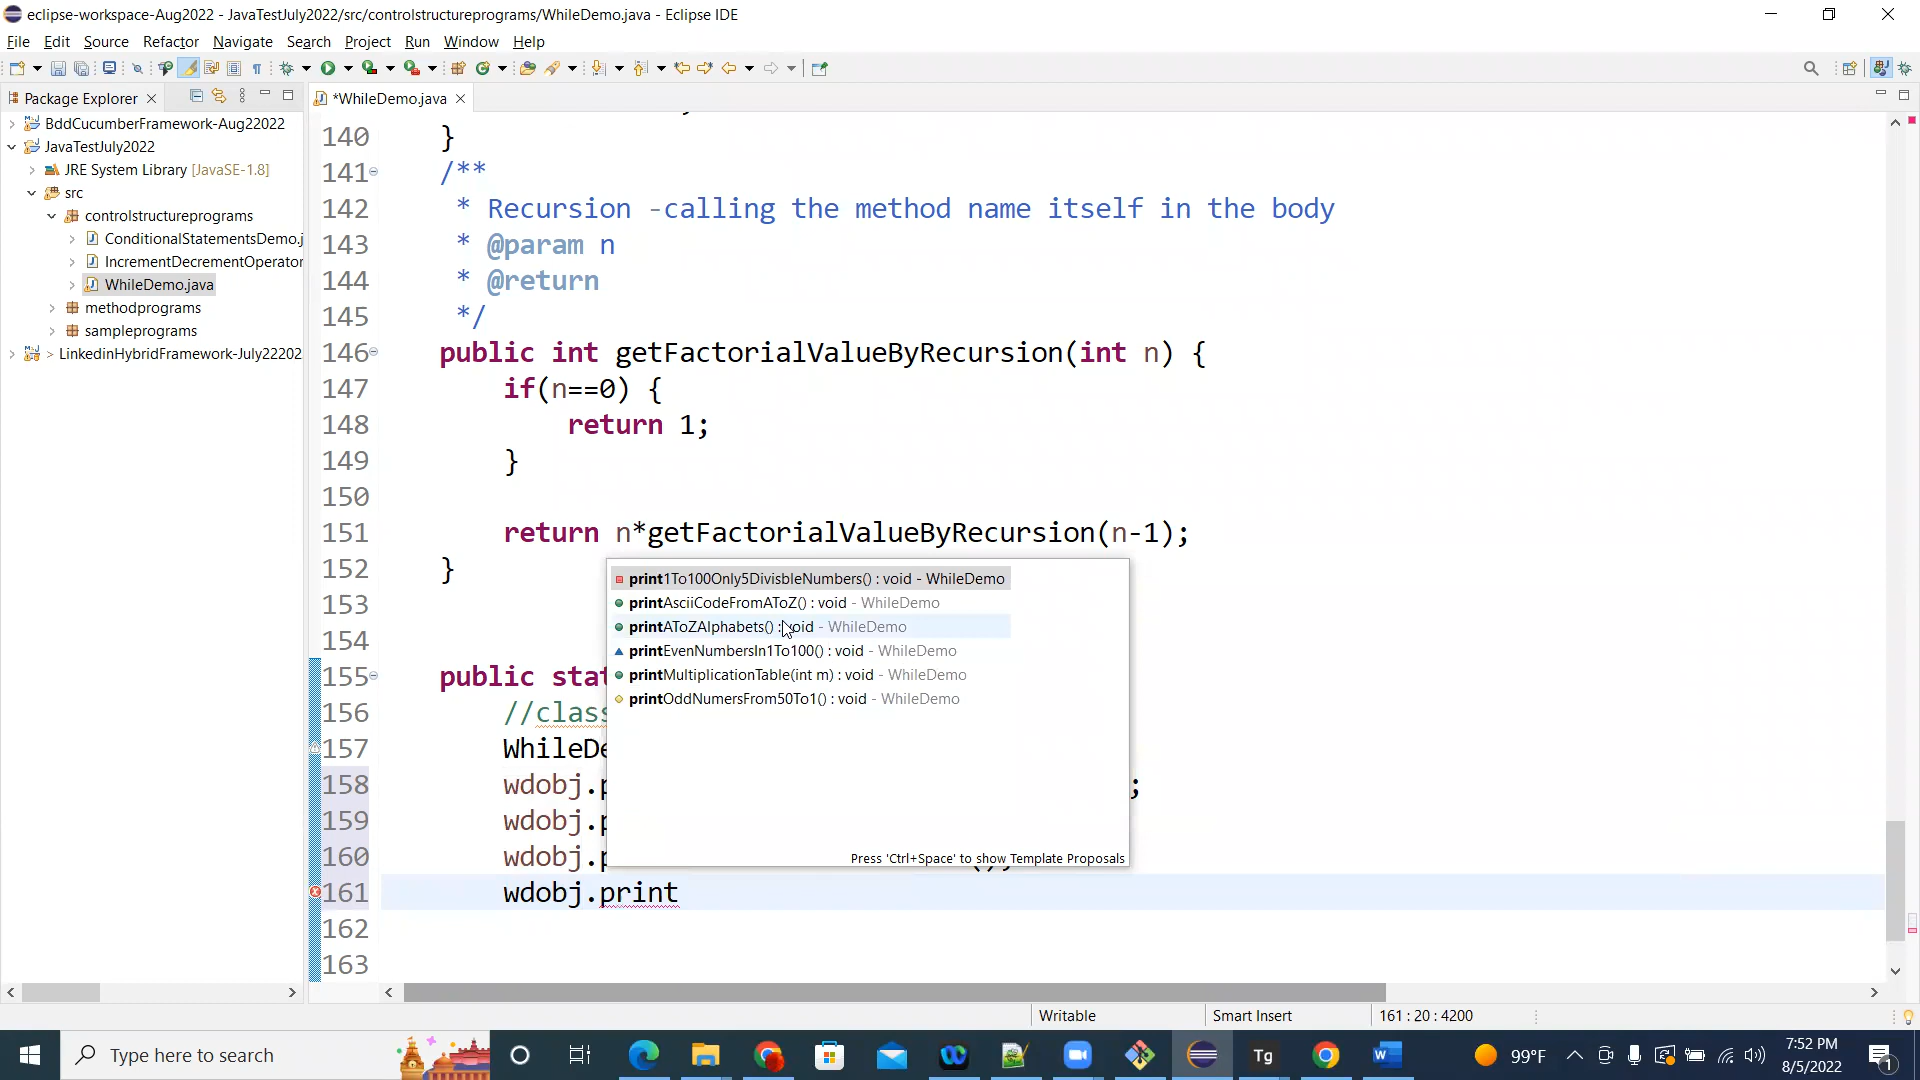 eclipse-workspace-Aug2022 - JavaTestJuly2022/src/controlstructureprograms/WhileDemo.java - Eclipse IDE
File Edit Source Refactor Navigate Search Project Run Window Help
Package Explorer
*WhileDemo.java
BddCucumberFramework-Aug22022
JavaTestJuly2022
JRE System Library [JavaSE-1.8]
src
controlstructureprograms
ConditionalStatementsDemo.j
IncrementDecrementOperator
WhileDemo.java
methodprograms
sampleprograms
> LinkedinHybridFramework-July22202
140 }
141 /**
142 * Recursion -calling the method name itself in the body
143 * @param n
144 * @return
145 */
146 public int getFactorialValueByRecursion(int n) {
147 if(n==0) {
148 return 1;
149 }
150
151 return n*getFactorialValueByRecursion(n-1);
152 }
153
154
155 public stat
156 //class
157 WhileDe
158 wdobj.p ;
159 wdobj.p
160 wdobj.p ();
161 wdobj.print
162
163
print1To100Only5DivisbleNumbers() : void - WhileDemo
printAsciiCodeFromAToZ() : void - WhileDemo
printAToZAlphabets() : void - WhileDemo
printEvenNumbersIn1To100() : void - WhileDemo
printMultiplicationTable(int m) : void - WhileDemo
printOddNumersFrom50To1() : void - WhileDemo
Press 'Ctrl+Space' to show Template Proposals
Writable Smart Insert 161 : 20 : 4200
Type here to search
Tg
99°F
7:52 PM
8/5/2022
1